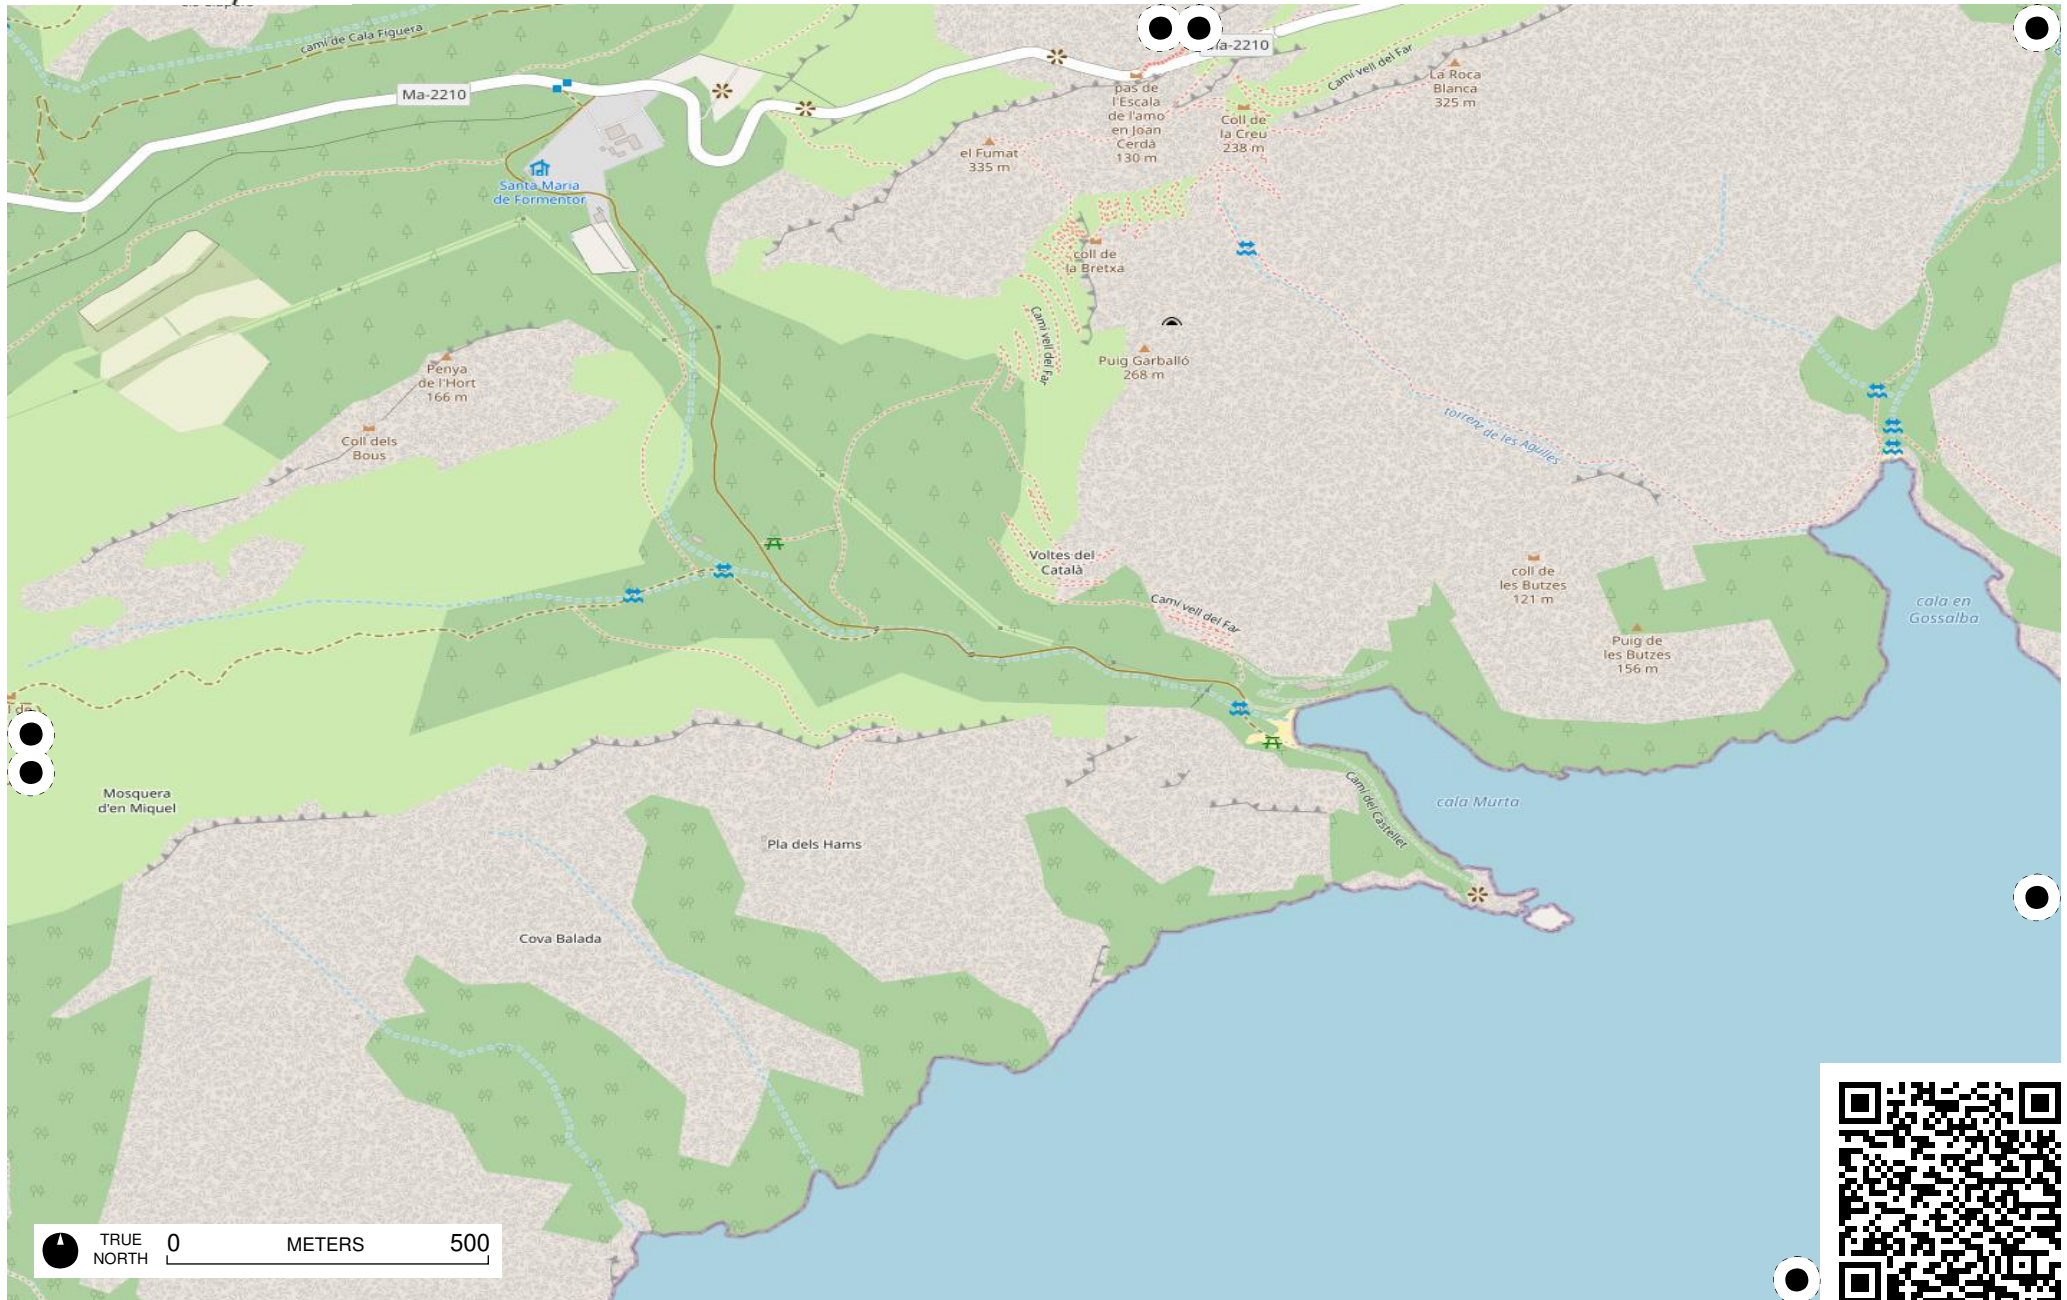 camí de Cala Figuera
Ma-2210
Ma-2210
Camí vell del Far
La Roca
Blanca
325 m
pas de
l'Escala
de l'amo
en Joan
Cerdà
130 m
Coll de
la Creu
238 m
el Fumat
335 m
Santa Maria
de Formentor
coll de
la Bretxa
Camí vell del Far
Puig Garballó
268 m
Penya
de l'Hort
166 m
Coll dels
Bous
torrent de les Agulles
Voltes del
Català
coll de
les Butzes
121 m
cala en
Gossalba
Camí vell del Far
Puig de
les Butzes
156 m
Mosquera
d'en Miquel
cala Murta
Camí del Castellet
Pla dels Hams
Cova Balada
TRUE
NORTH
0 METERS 500